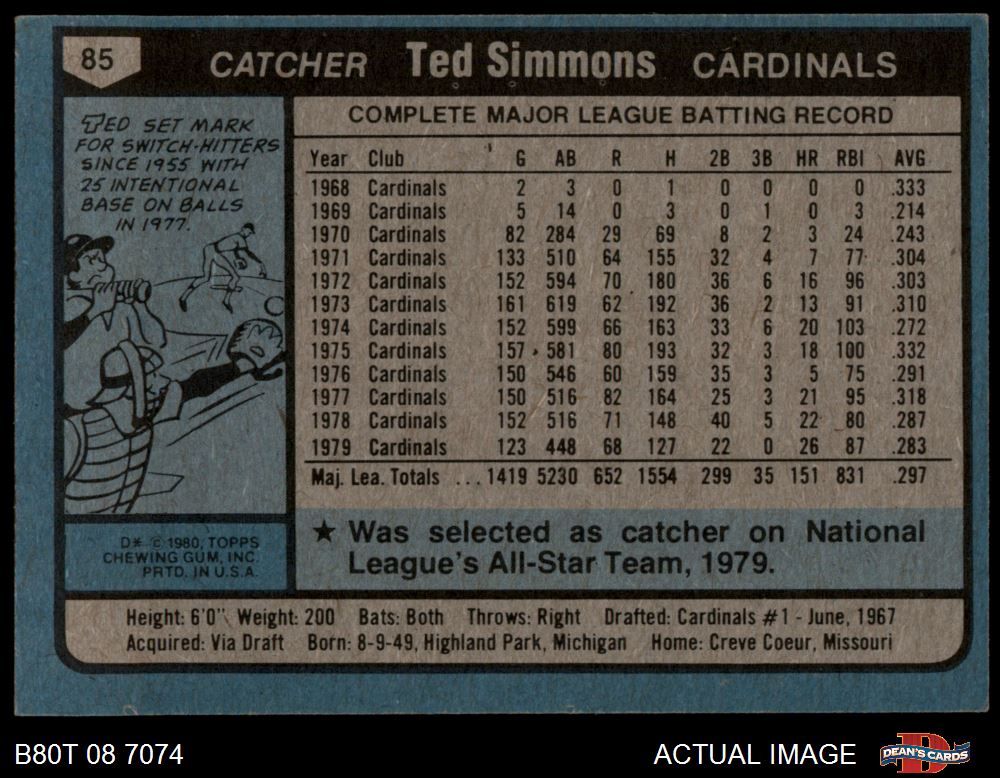 85 CATCHER Ted Simmons CARDINALS
TED SET MARK
FOR SWITCH-HITTERS
SINCE 1955 WITH
25 INTENTIONAL
BASE ON BALLS
IN 1977.
COMPLETE MAJOR LEAGUE BATTING RECORD
Year Club G AB R H 2B 3B HR RBI AVG
1968 Cardinals 2 3 0 1 0 0 0 0 .333
1969 Cardinals 5 14 0 3 0 1 0 3 .214
1970 Cardinals 82 284 29 69 8 2 3 24 .243
1971 Cardinals 133 510 64 155 32 4 7 77 .304
1972 Cardinals 152 594 70 180 36 6 16 96 .303
1973 Cardinals 161 619 62 192 36 2 13 91 .310
1974 Cardinals 152 599 66 163 33 6 20 103 .272
1975 Cardinals 157 581 80 193 32 3 18 100 .332
1976 Cardinals 150 546 60 159 35 3 5 75 .291
1977 Cardinals 150 516 82 164 25 3 21 95 .318
1978 Cardinals 152 516 71 148 40 5 22 80 .287
1979 Cardinals 123 448 68 127 22 0 26 87 .283
Maj. Lea. Totals ... 1419 5230 652 1554 299 35 151 831 .297
★ Was selected as catcher on National
League's All-Star Team, 1979.
D* © 1980, TOPPS
CHEWING GUM, INC.
PRTD. IN U.S.A.
Height: 6'0" Weight: 200 Bats: Both Throws: Right Drafted: Cardinals #1 - June, 1967
Acquired: Via Draft Born: 8-9-49, Highland Park, Michigan Home: Creve Coeur, Missouri
B80T 08 7074 ACTUAL IMAGE D DEAN'S CARDS